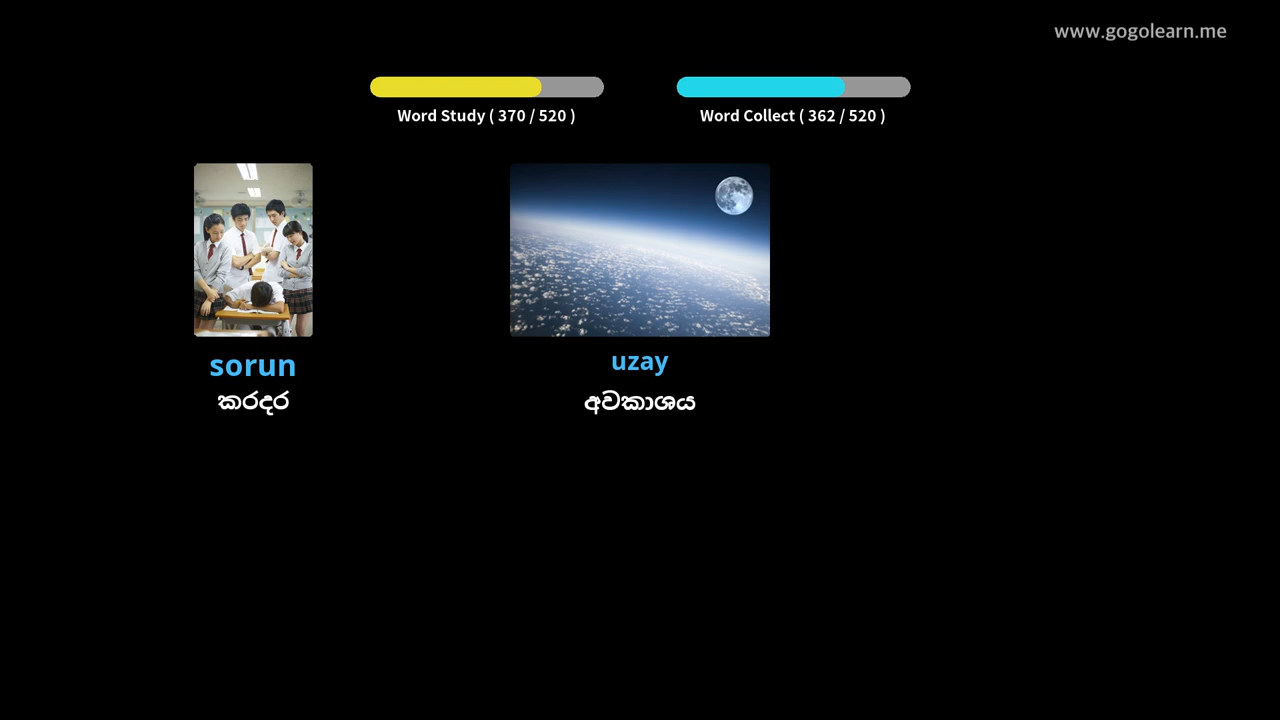 www.gogolearn.me
Word Study ( 370 / 520 )
Word Collect ( 362 / 520 )
sorun
කරදර
uzay
අවකාශය